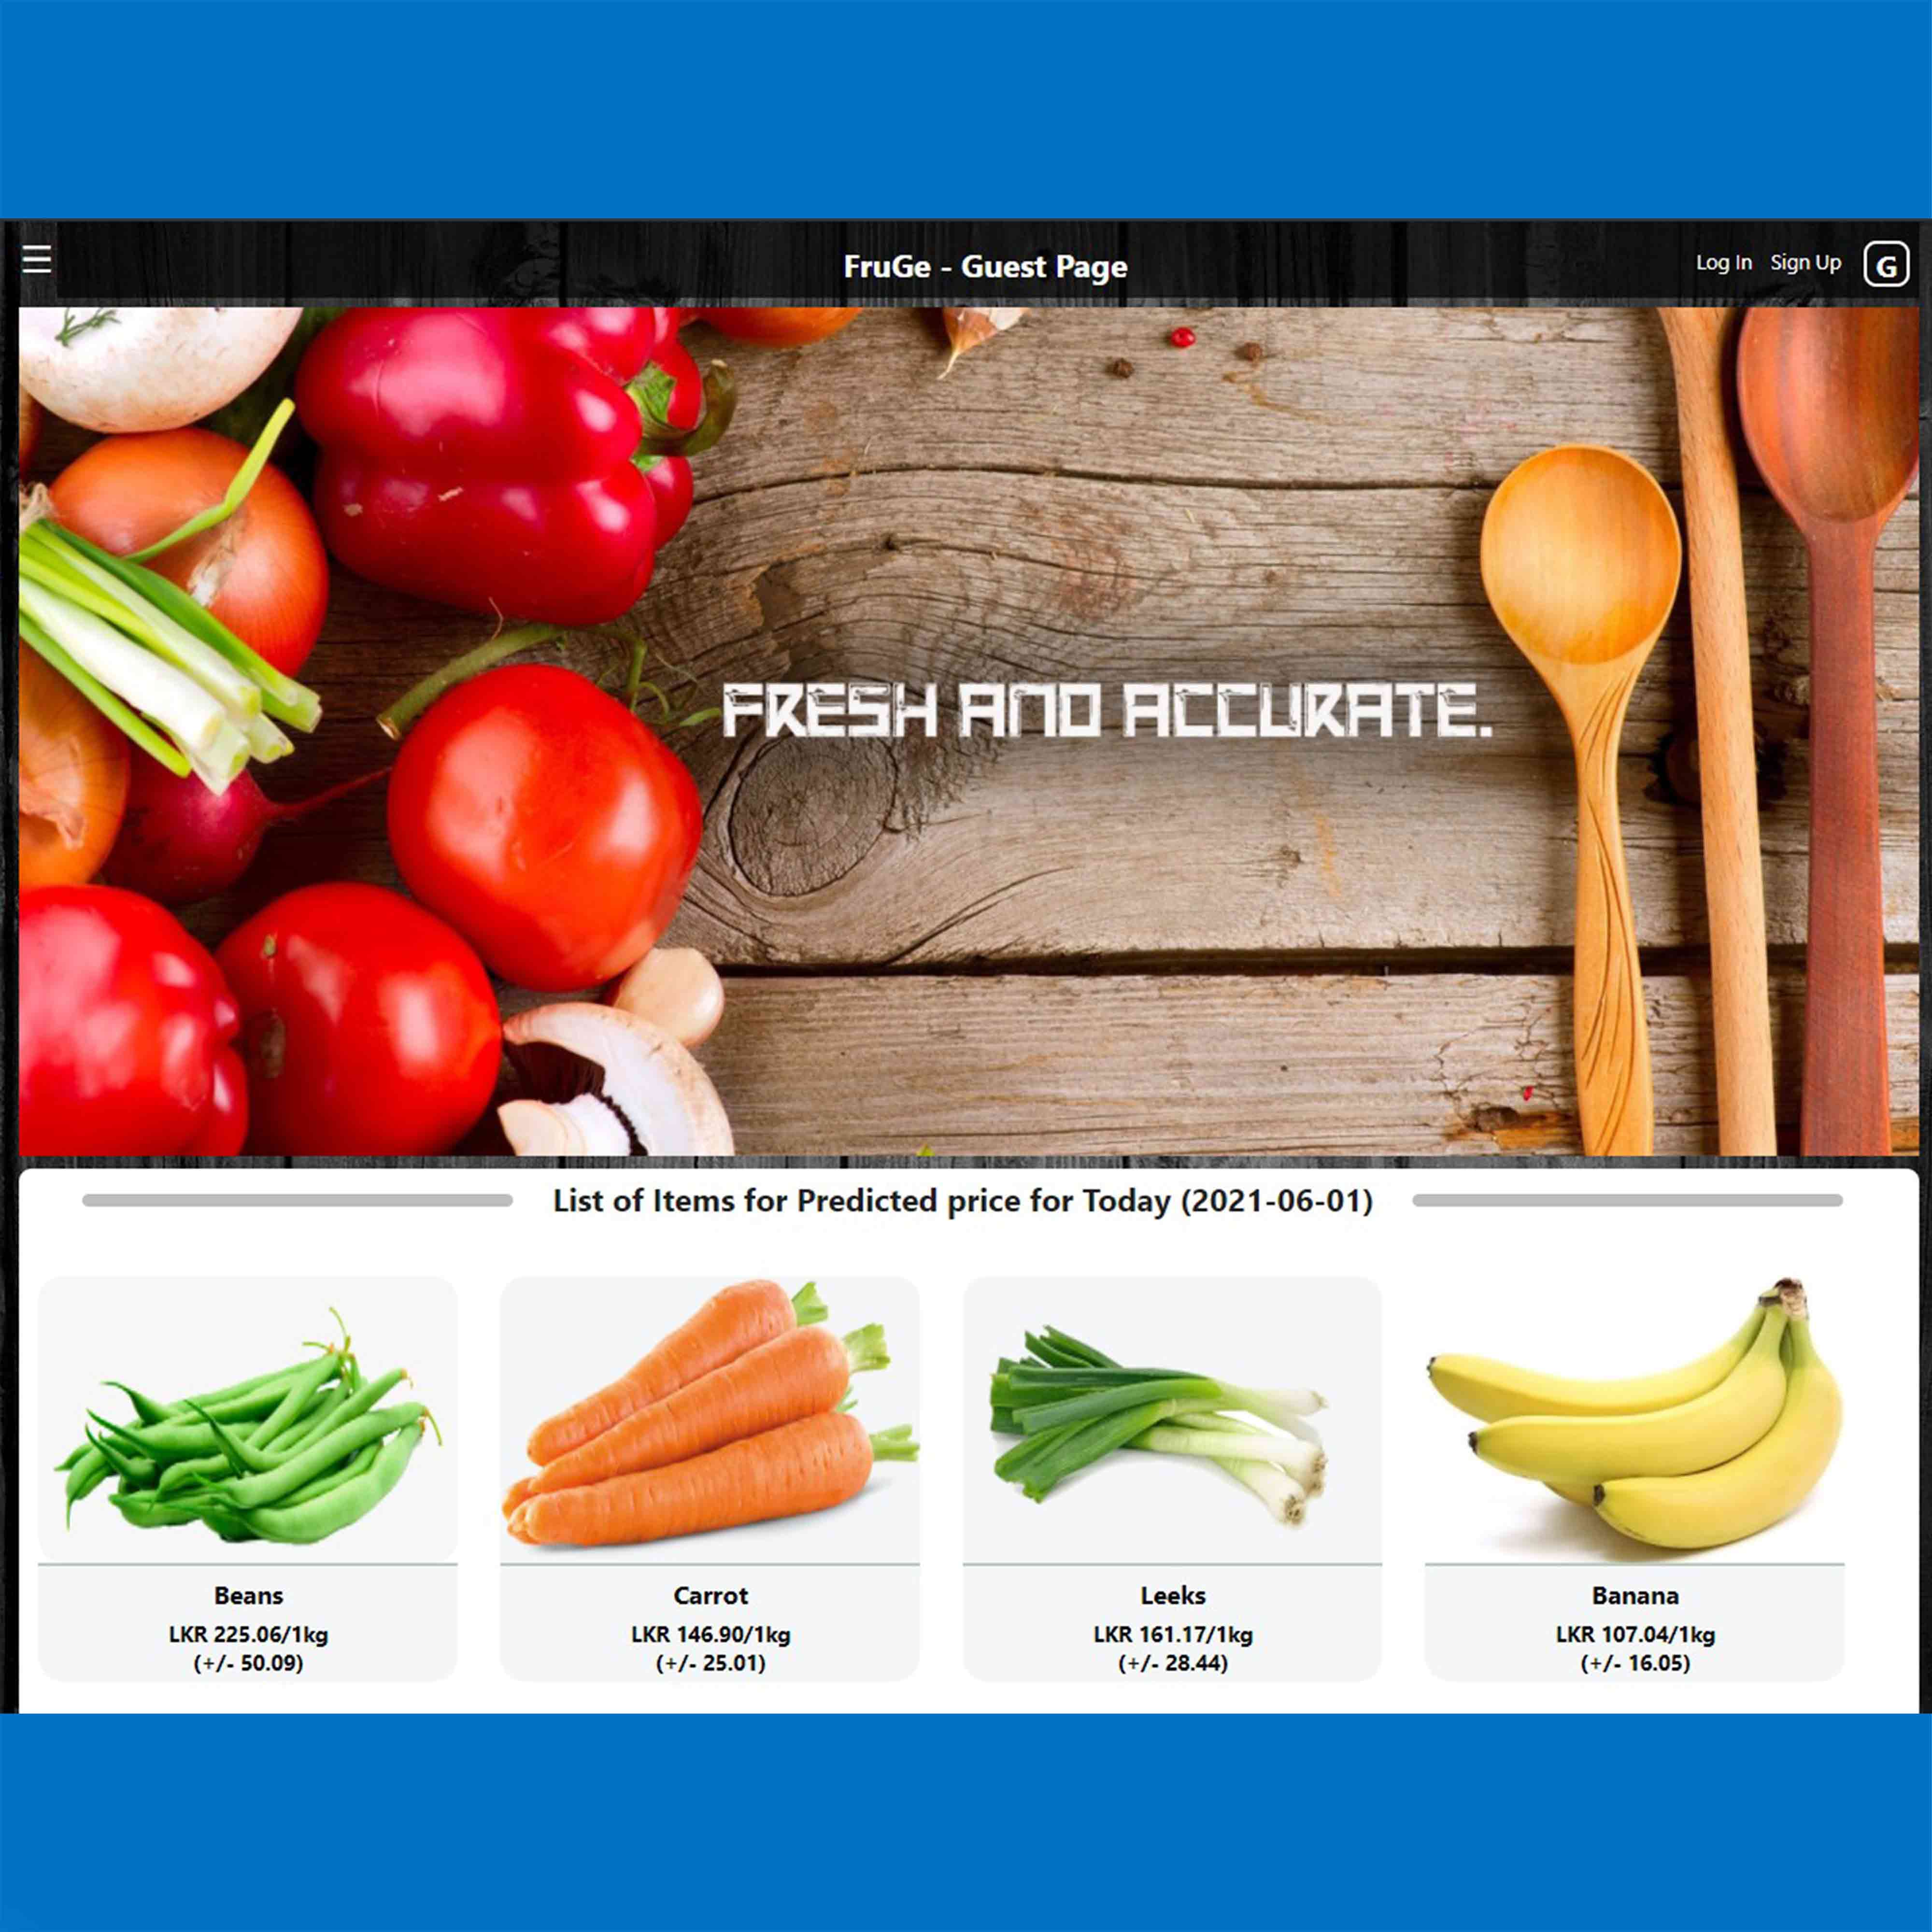 FruGe - Guest Page
Log In Sign Up G
FRESH AND ACCURATE.
List of Items for Predicted price for Today (2021-06-01)
Beans
LKR 225.06/1kg
(+/- 50.09)
Carrot
LKR 146.90/1kg
(+/- 25.01)
Leeks
LKR 161.17/1kg
(+/- 28.44)
Banana
LKR 107.04/1kg
(+/- 16.05)